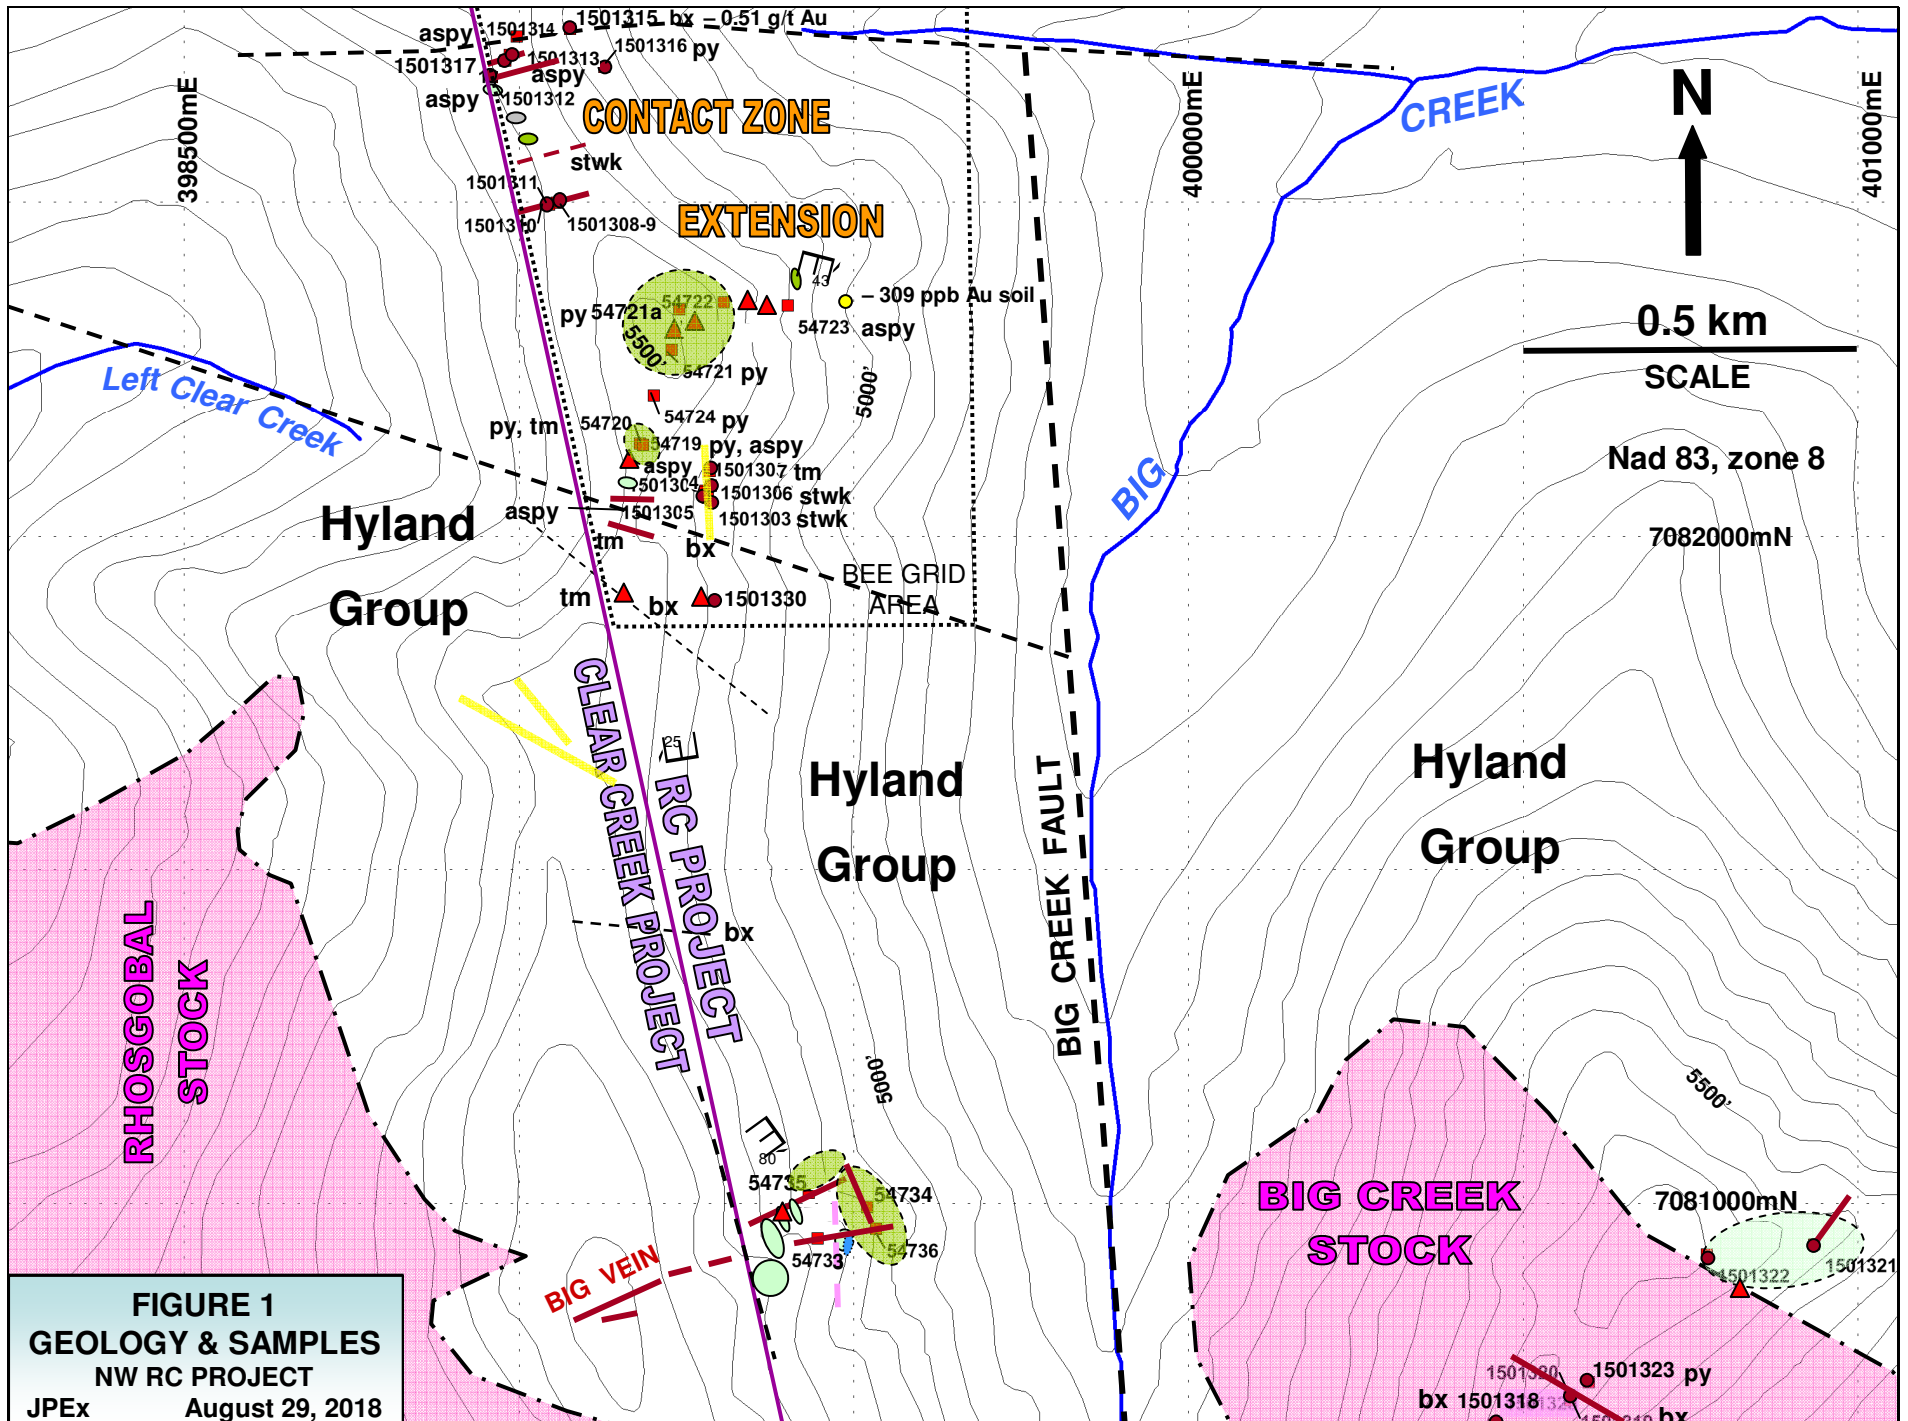 aspy
1501314
1501315 bx – 0.51 g/t Au
1501317
1501313
1501316 py
aspy
aspy
1501312
CONTACT ZONE
398500mE
400000mE
401000mE
CREEK
N
stwk
1501311
1501310
1501308-9
EXTENSION
43
– 309 ppb Au soil
54722
py 54721a
54723 aspy
5500'
54721 py
5000'
0.5 km
SCALE
Left Clear Creek
54724 py
py, tm
54720
54719 py, aspy
aspy
1501307 tm
1501304
1501306 stwk
aspy
1501305
1501303 stwk
tm
bx
BIG
Nad 83, zone 8
7082000mN
Hyland
Group
BEE GRID
AREA
tm
bx
1501330
CLEAR CREEK PROJECT
RC PROJECT
25
Hyland
Group
Hyland
Group
BIG CREEK FAULT
bx
RHOSGOBAL
STOCK
5000'
5500'
80
54735
54734
54733
54736
BIG CREEK
STOCK
7081000mN
1501322
1501321
BIG VEIN
FIGURE 1
GEOLOGY & SAMPLES
NW RC PROJECT
JPEx August 29, 2018
1501320
1501323 py
bx 1501318
bx